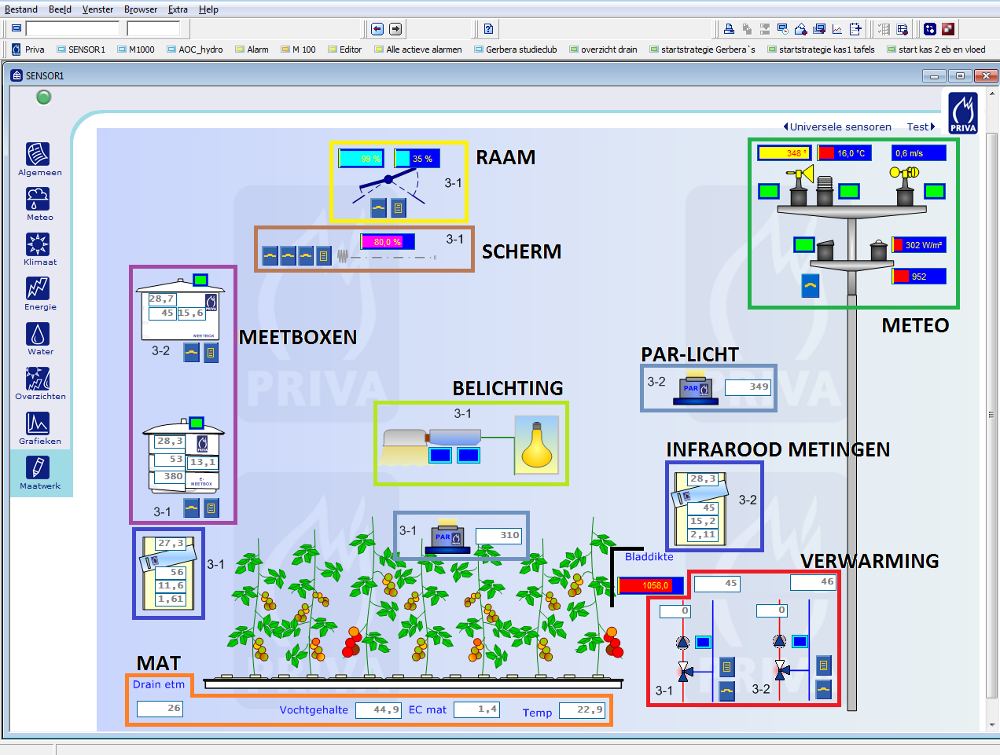 Bestand Beeld Venster Browser Extra Help
Priva SENSOR1 M1000 AOC_hydro Alarm M 100 Editor Alle actieve alarmen Gerbera studieclub overzicht drain startstrategie Gerbera`s startstrategie kas1 tafels start kas 2 eb en vloed
SENSOR1
PRIVA
Universele sensoren Test
Algemeen
Meteo
Klimaat
Energie
Water
Overzichten
Grafieken
Maatwerk
99 % 35 %
3-1
RAAM
80,0 %
3-1
SCHERM
348 ° 16,0 °C 0,6 m/s
302 W/m²
952
METEO
28,7
45 15,6
MEETBOX
3-2
MEETBOXEN
28,3
PRIVA
53 13,1
380
E-MEETBOX
3-1
PRIVA
PRIVA
PAR-LICHT
3-2 PAR 349
BELICHTING
3-1
INFRAROOD METINGEN
28,3
45
15,2
2,11
3-2
27,3
56
11,6
1,61
3-1
3-1 PAR 310
Bladdikte
1058,0
VERWARMING
45 46
0 0
3-1 3-2
MAT
Drain etm
26
Vochtgehalte 44,9 EC mat 1,4 Temp 22,9